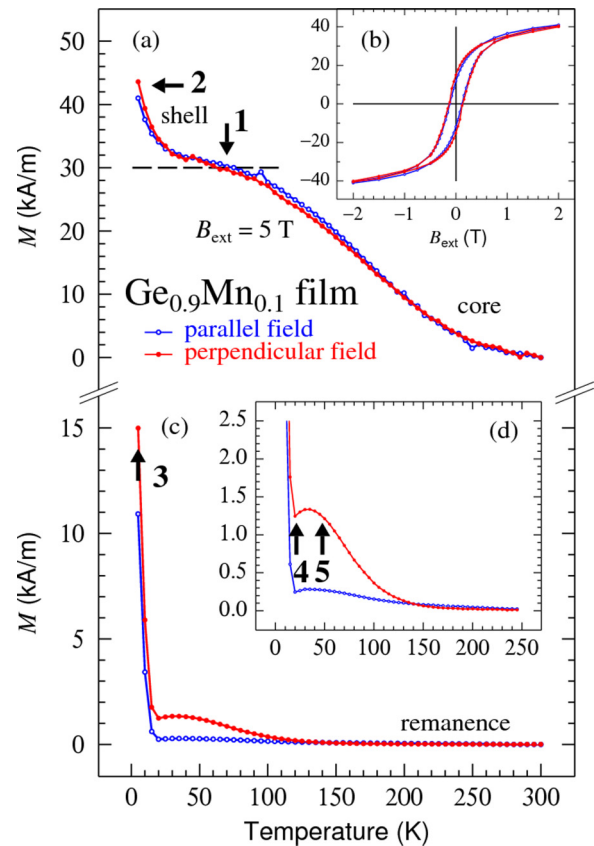 (a)
(b)
(c)
(d)
M (kA/m)
50
40
30
20
10
0
2
shell
1
B_ext = 5 T
Ge0.9Mn0.1 film
parallel field
perpendicular field
core
40
20
0
−20
−40
−2 −1 0 1 2
B_ext (T)
M (kA/m)
15
10
5
0
3
2.5
2.0
1.5
1.0
0.5
0.0
4 5
0 50 100 150 200 250
remanence
0 50 100 150 200 250 300
Temperature (K)